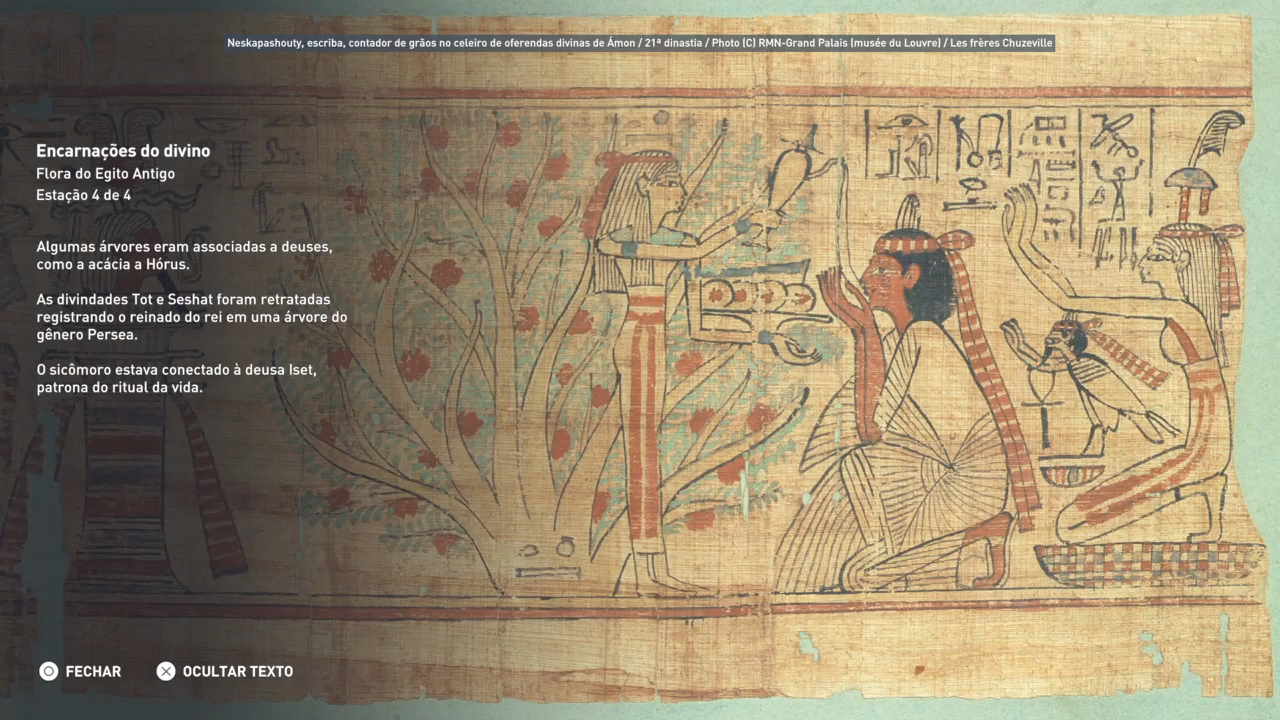 Neskapashouty, escriba, contador de grãos no celeiro de oferendas divinas de Ámon / 21ª dinastia / Photo (C) RMN-Grand Palais (musée du Louvre) / Les frères Chuzeville
Encarnações do divino
Flora do Egito Antigo
Estação 4 de 4
Algumas árvores eram associadas a deuses,
como a acácia a Hórus.
As divindades Tot e Seshat foram retratadas
registrando o reinado do rei em uma árvore do
gênero Persea.
O sicômoro estava conectado à deusa Iset,
patrona do ritual da vida.
FECHAR
OCULTAR TEXTO